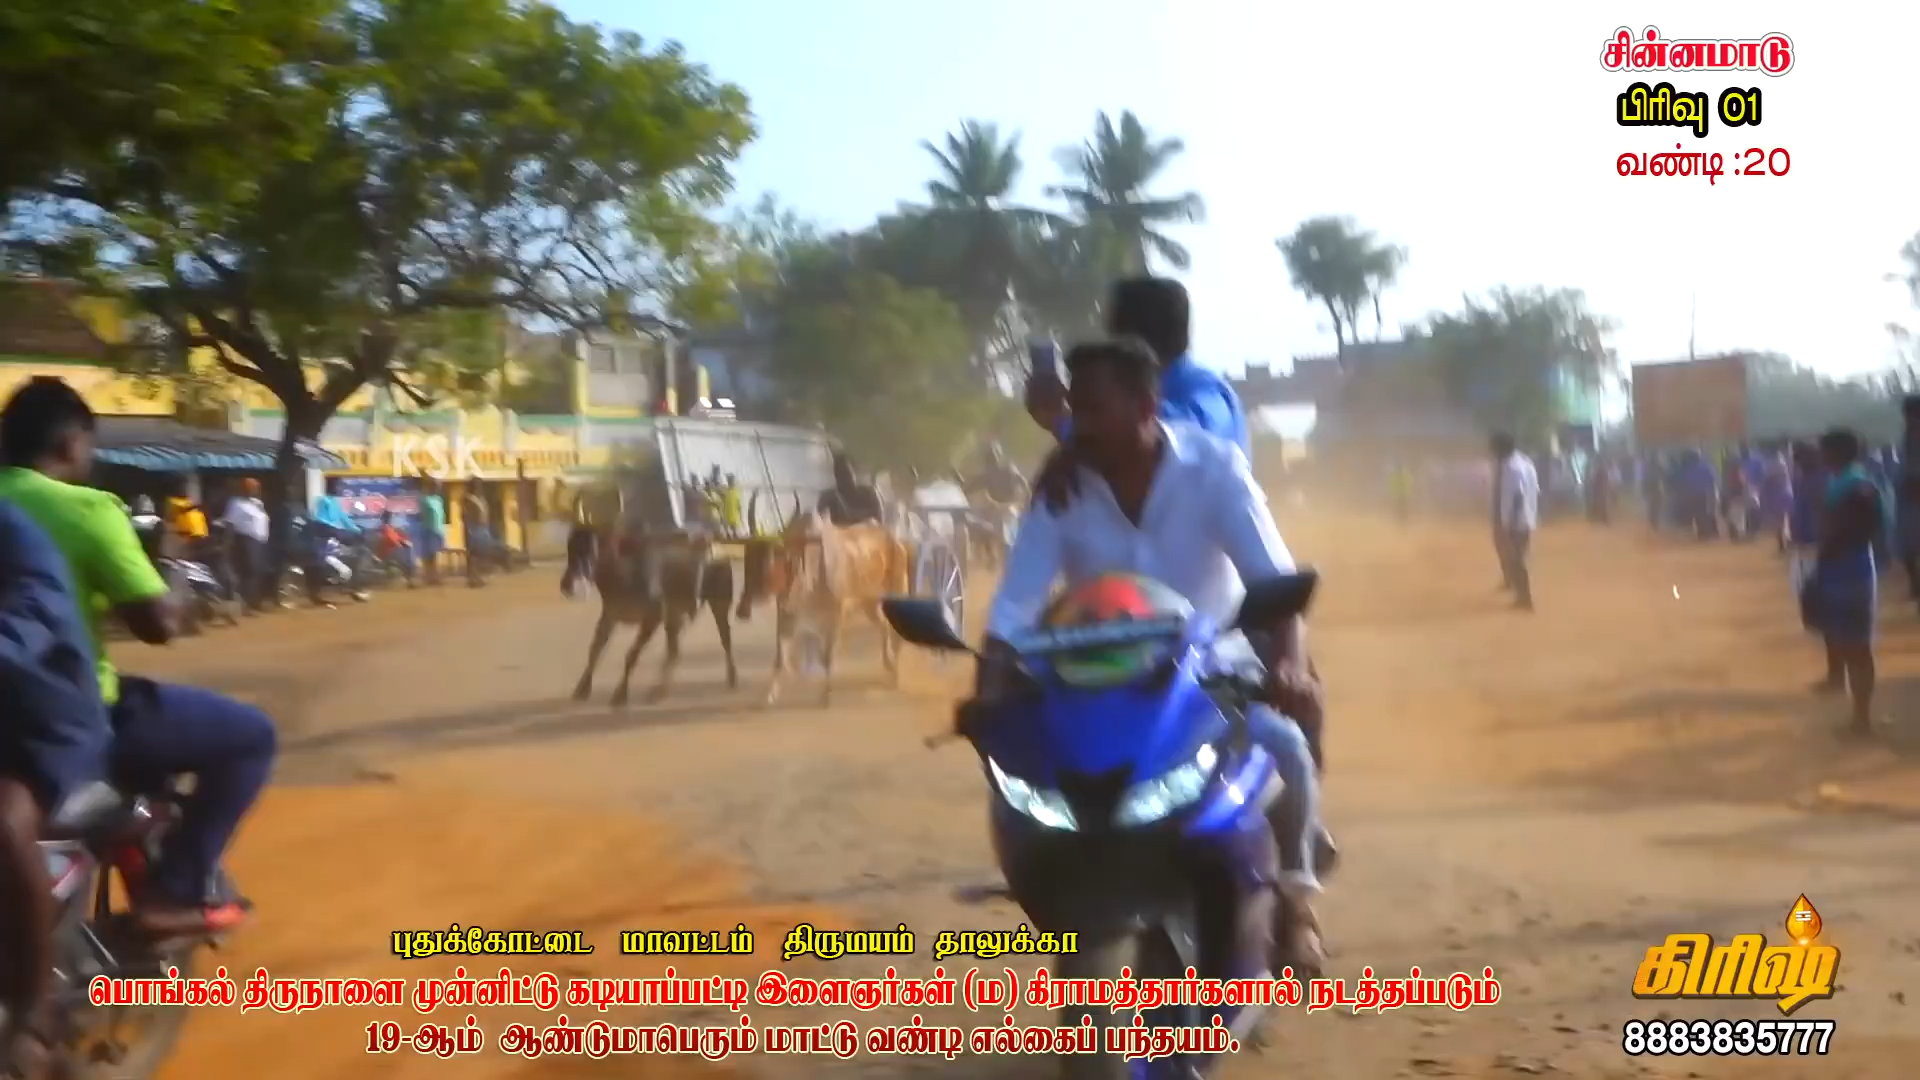 சின்னமாடு
பிரிவு 01
வண்டி :20
KSK
புதுக்கோட்டை மாவட்டம் திருமயம் தாலுக்கா
பொங்கல் திருநாளை முன்னிட்டு கடியாப்பட்டி இளைஞர்கள் (ம) கிராமத்தார்களால் நடத்தப்படும்
19-ஆம் ஆண்டுமாபெரும் மாட்டு வண்டி எல்கைப் பந்தயம்.
கிரிஷ்
8883835777